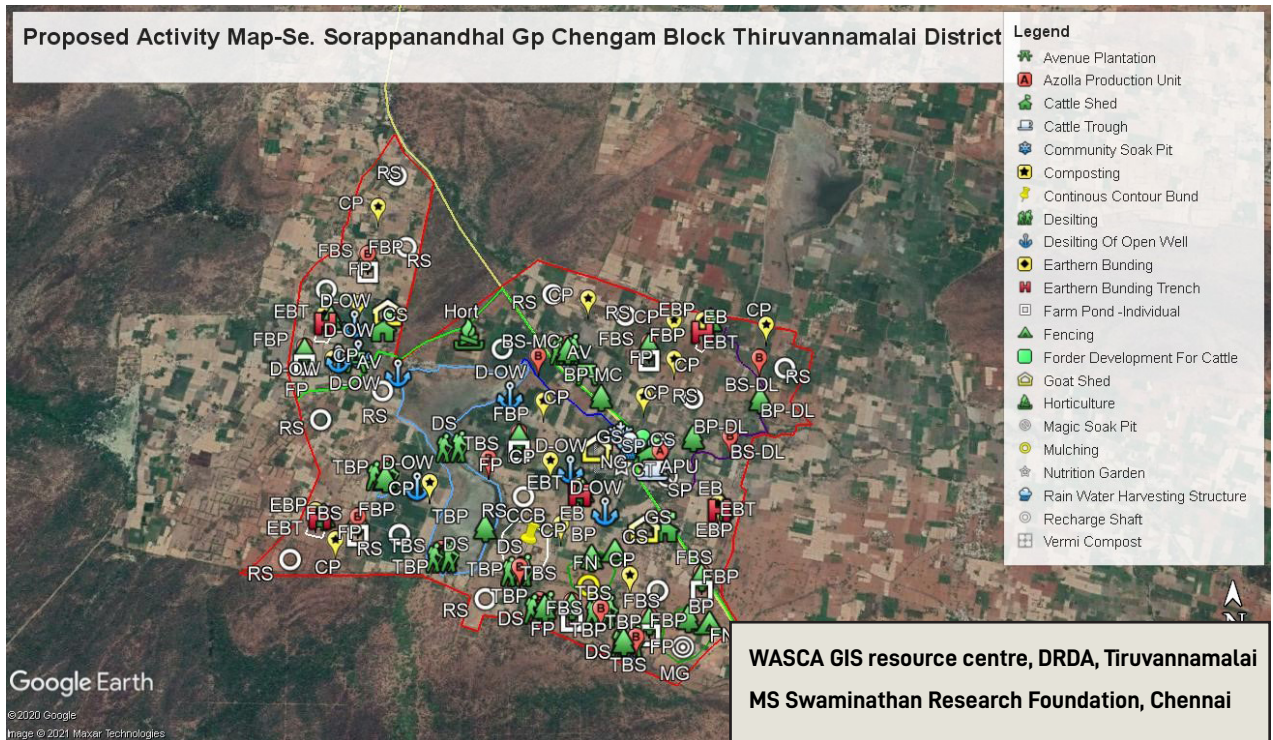 Proposed Activity Map-Se. Sorappanandhal Gp Chengam Block Thiruvannamalai District
Legend
Avenue Plantation
A Azolla Production Unit
Cattle Shed
Cattle Trough
Community Soak Pit
Composting
Continous Contour Bund
Desilting
Desilting Of Open Well
Earthern Bunding
Earthern Bunding Trench
Farm Pond -Individual
Fencing
Forder Development For Cattle
Goat Shed
Horticulture
Magic Soak Pit
Mulching
Nutrition Garden
Rain Water Harvesting Structure
Recharge Shaft
Vermi Compost
RS
CP
FBS FBP
RS
FP
D-OW
EBT
CS
FBP
D-OW
CP AV
D-OW
D-OW
FP
RS
RS
Hort
RS CP
RS CP
EBP EB
CP
FBS FBP
EBT
FP
CP
BS-MC AV
BP-MC
D-OW
B
B
BS-DL
RS
BP-DL
CP
CP RS
FBP
BP-DL
BS-DL
DS
TBS
FP
CP
D-OW
GS SP CS
NG
A
CT APU
SP EB
TBP
D-OW
CP
EBT
D-OW
EBT
EBP
EBP
FBS
FBP
EBT
FP
RS
TBP
RS
CCB
EB
BP
CP
GS
CS
RS
CP
TBS DS
TBP
DS
TBP TBS
FN
CP
FBS
FBP
RS
TBP
DS
FP
FBS
TBS
B
TBP
FBS
FBP
BP
FN
DS
TBS
B
FP
MG
Google Earth
©2020 Google
Image © 2021 Maxar Technologies
N
WASCA GIS resource centre, DRDA, Tiruvannamalai
MS Swaminathan Research Foundation, Chennai